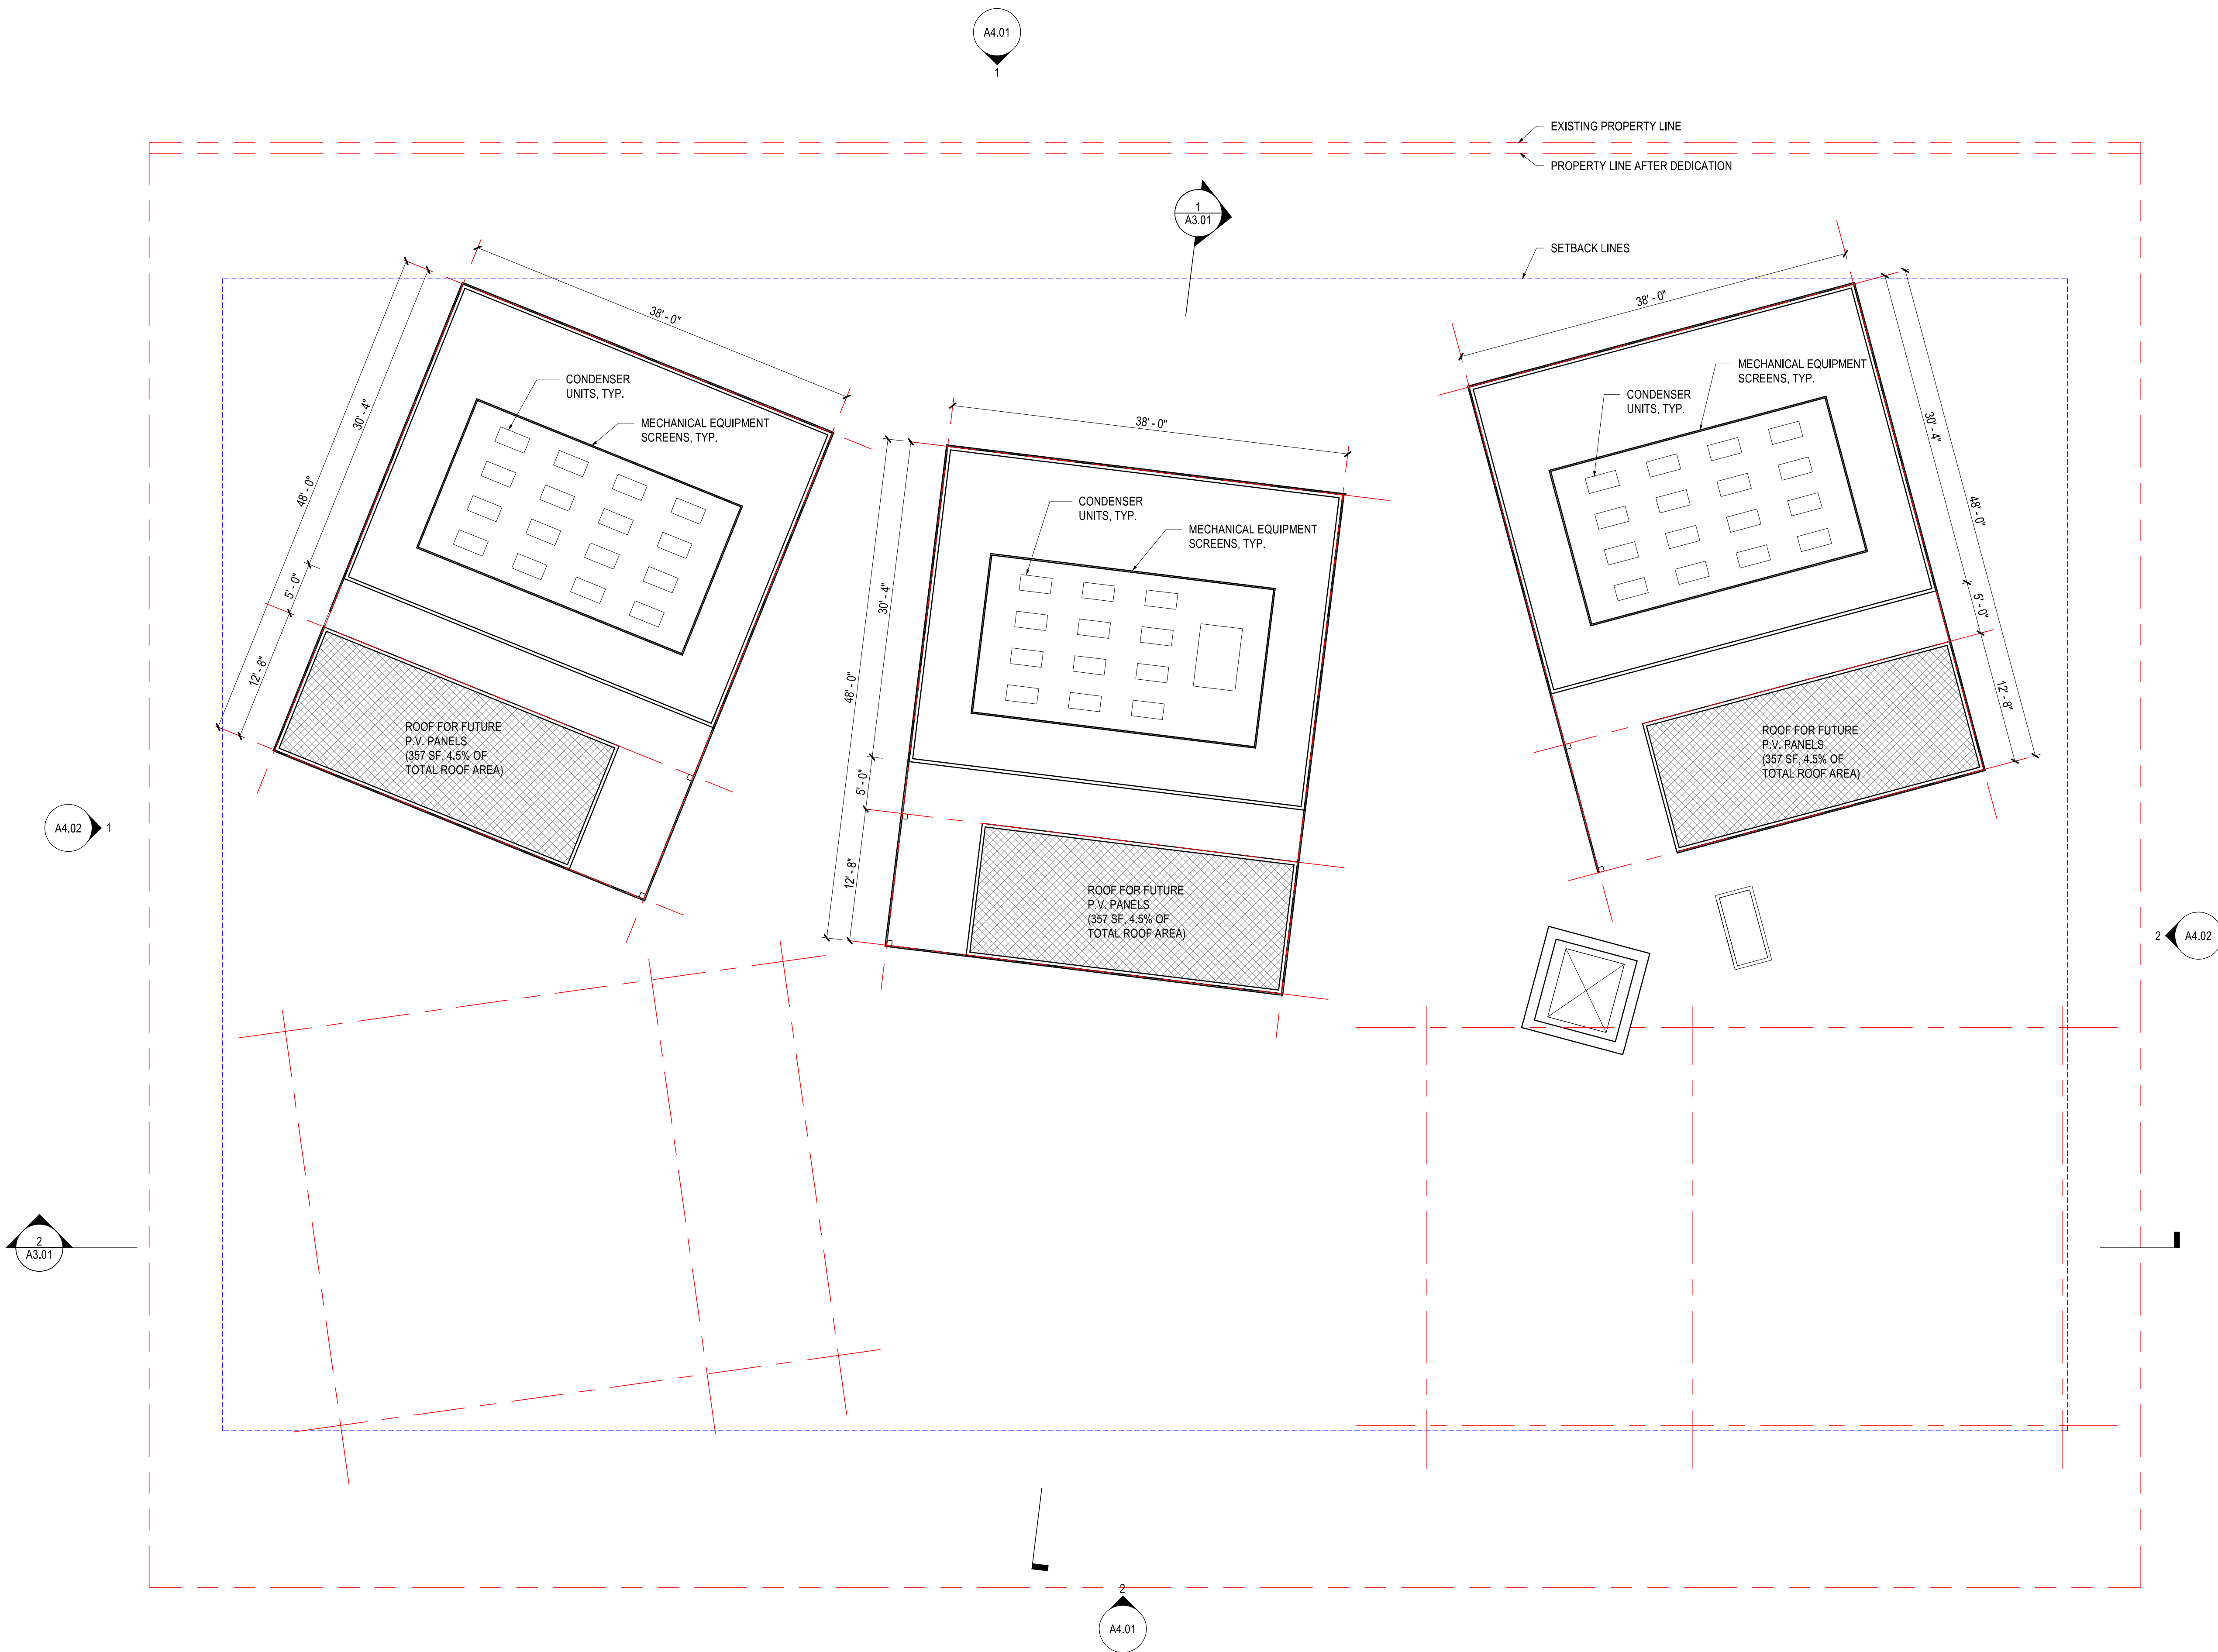 A4.01
1
EXISTING PROPERTY LINE
PROPERTY LINE AFTER DEDICATION
1
A3.01
SETBACK LINES
38' - 0"
30' - 4"
48' - 0"
5' - 0"
12' - 8"
CONDENSER
UNITS, TYP.
MECHANICAL EQUIPMENT
SCREENS, TYP.
ROOF FOR FUTURE
P.V. PANELS
(357 SF, 4.5% OF
TOTAL ROOF AREA)
38' - 0"
30' - 4"
48' - 0"
5' - 0"
12' - 8"
CONDENSER
UNITS, TYP.
MECHANICAL EQUIPMENT
SCREENS, TYP.
ROOF FOR FUTURE
P.V. PANELS
(357 SF, 4.5% OF
TOTAL ROOF AREA)
38' - 0"
30' - 4"
48' - 0"
5' - 0"
12' - 8"
MECHANICAL EQUIPMENT
SCREENS, TYP.
CONDENSER
UNITS, TYP.
ROOF FOR FUTURE
P.V. PANELS
(357 SF, 4.5% OF
TOTAL ROOF AREA)
A4.02 1
2 A4.02
2
A3.01
2
A4.01